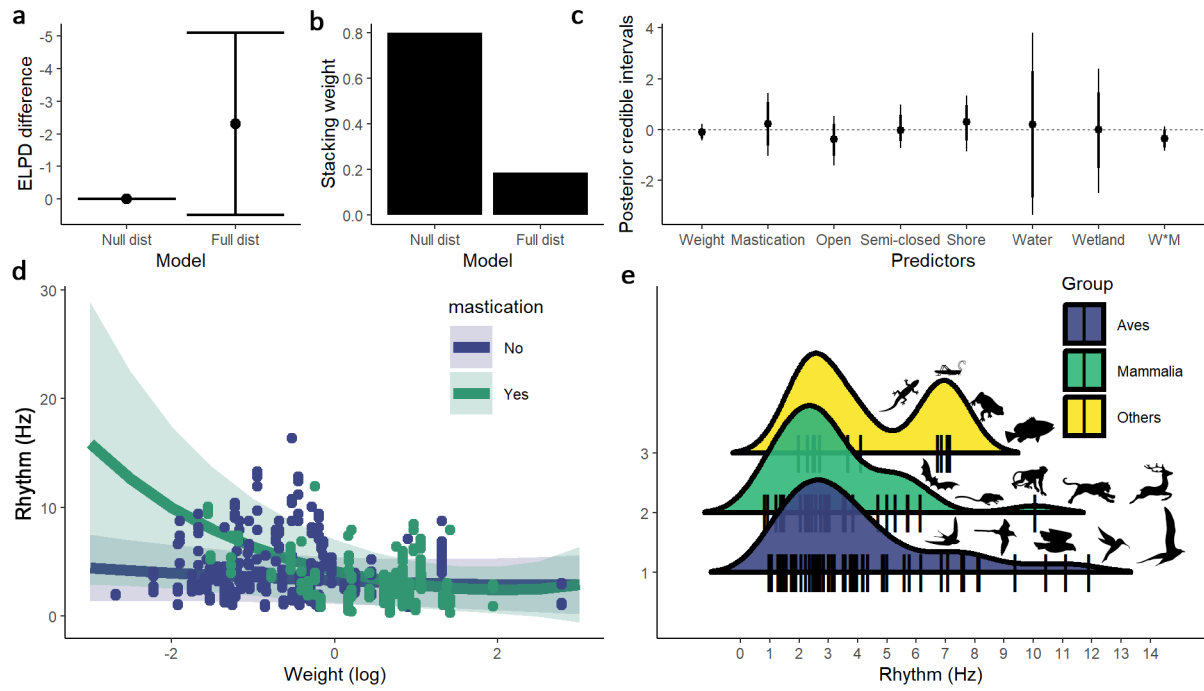 a
-5
-4
-3
-2
-1
0
ELPD difference
Null dist
Full dist
Model
b
0.8
0.6
0.4
0.2
0.0
Stacking weight
Null dist
Full dist
Model
c
4
2
0
-2
Posterior credible intervals
Weight
Mastication
Open
Semi-closed
Shore
Water
Wetland
W*M
Predictors
d
30
20
10
0
Rhythm (Hz)
mastication
No
Yes
-2
0
2
Weight (log)
e
Group
Aves
Mammalia
Others
3
2
1
0
1
2
3
4
5
6
7
8
9
10
11
12
13
14
Rhythm (Hz)